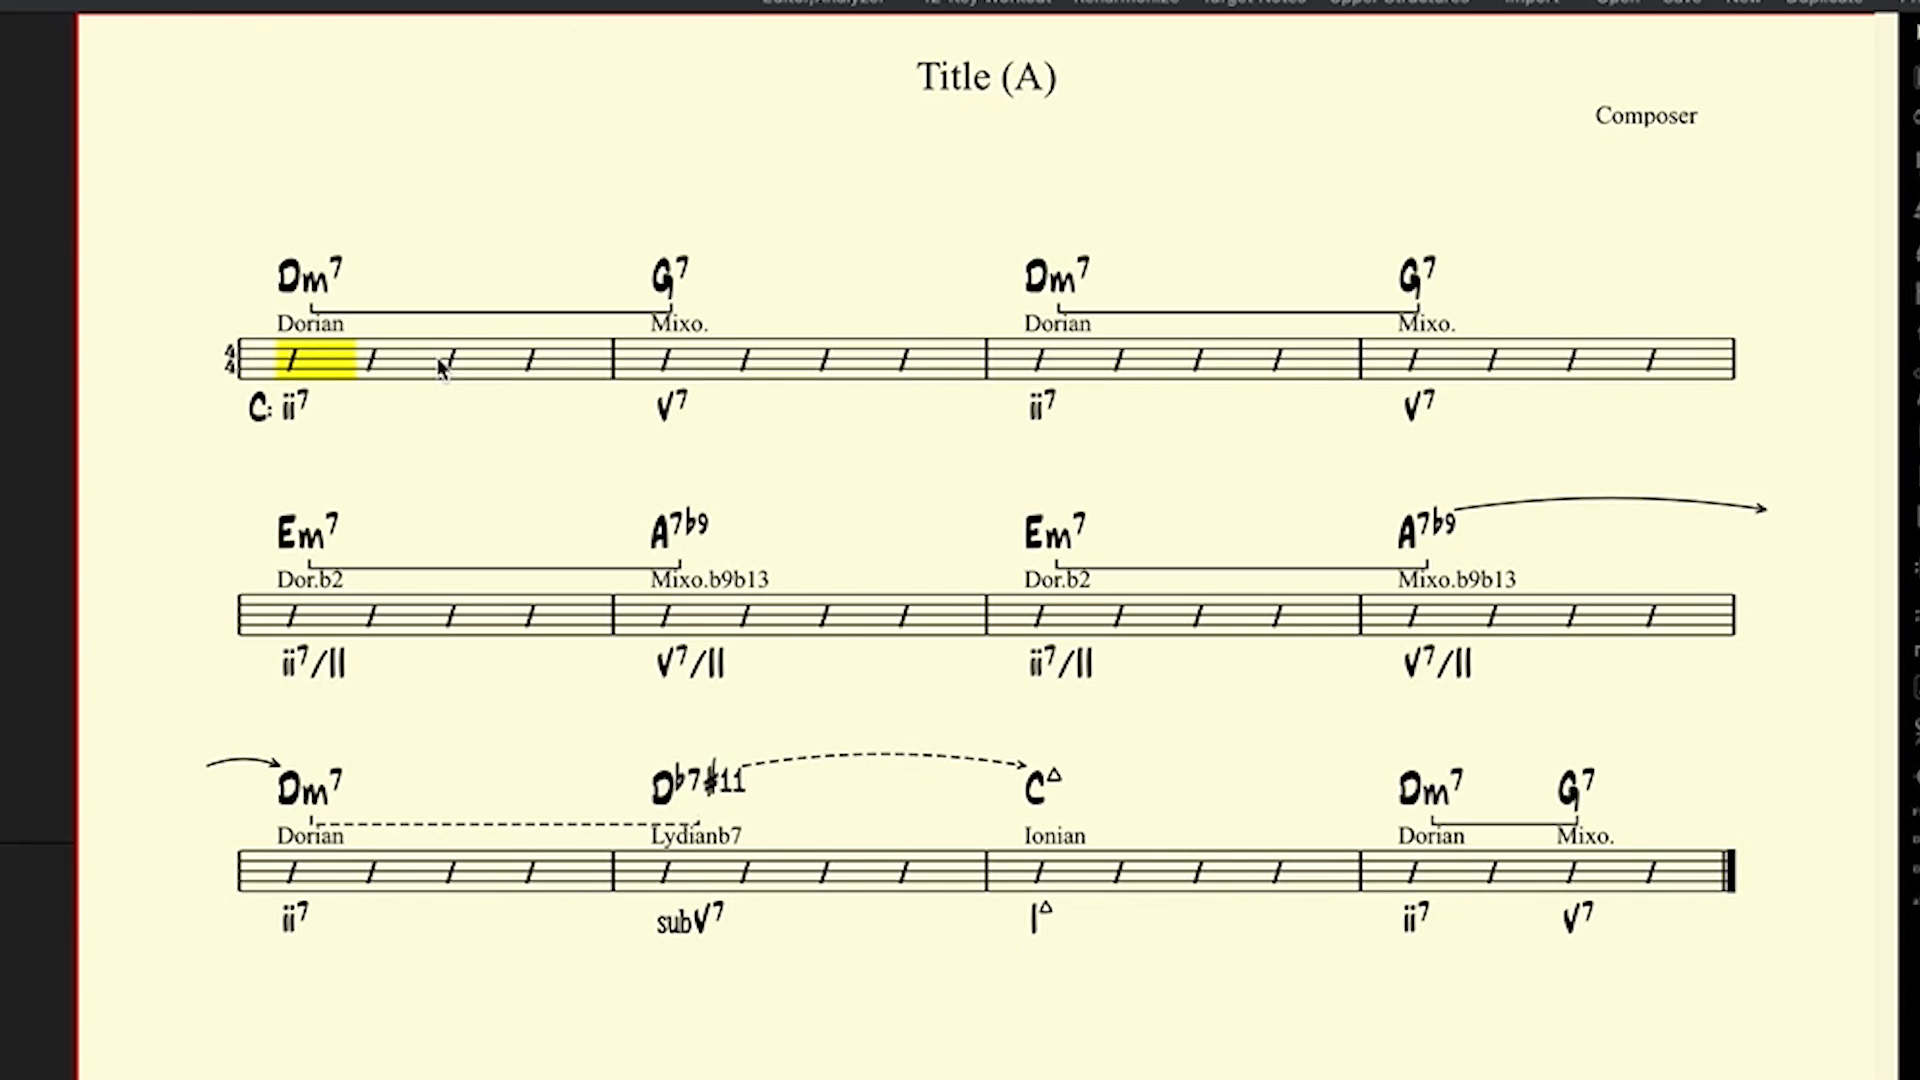 Title (A)
Composer
Dm7 G7 Dm7 G7
Dorian Mixo. Dorian Mixo.
4
4
C: ii7 V7 ii7 V7
Em7 A7b9 Em7 A7b9
Dor.b2 Mixo.b9b13 Dor.b2 Mixo.b9b13
ii7/II V7/II ii7/II V7/II
Dm7 Db7#11 C△ Dm7 G7
Dorian Lydianb7 Ionian Dorian Mixo.
ii7 subV7 I△ ii7 V7